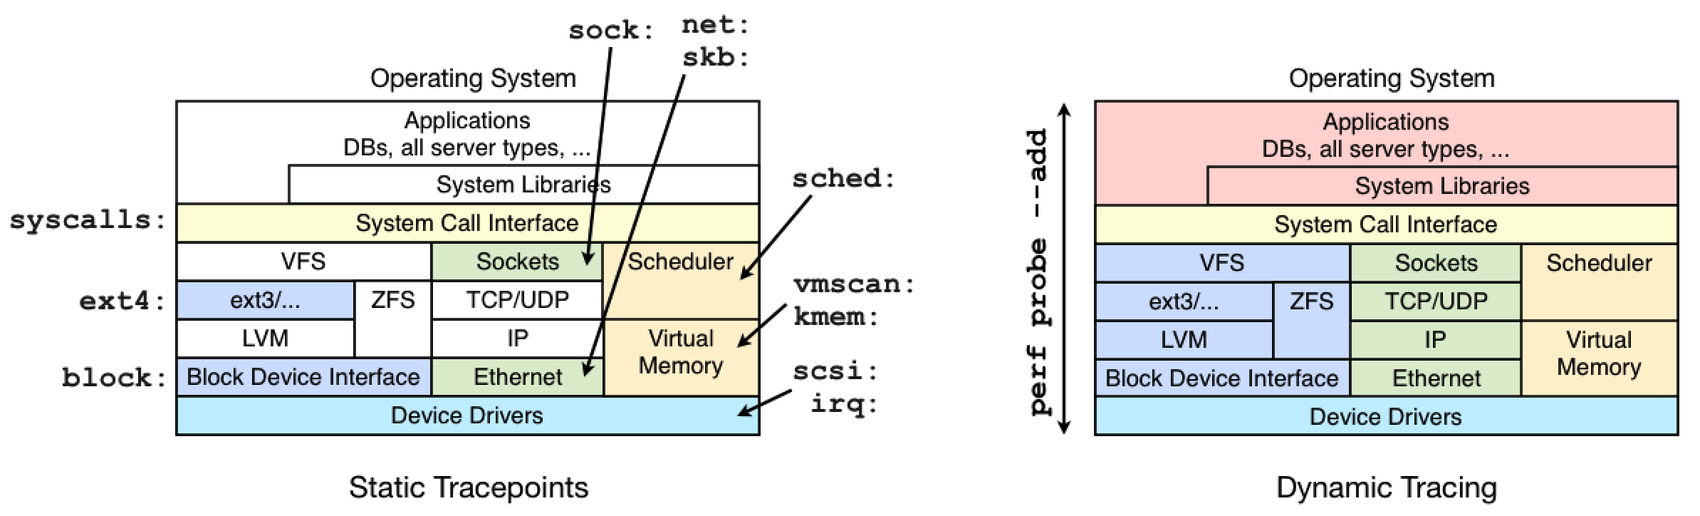 sock:
net:
skb:
Operating System
Applications
DBs, all server types, ...
System Libraries
syscalls:
System Call Interface
VFS
Sockets
Scheduler
sched:
ext4:
ext3/...
ZFS
TCP/UDP
vmscan:
kmem:
LVM
IP
Virtual
Memory
block:
Block Device Interface
Ethernet
scsi:
irq:
Device Drivers
Static Tracepoints
perf probe --add
Operating System
Applications
DBs, all server types, ...
System Libraries
System Call Interface
VFS
Sockets
Scheduler
ext3/...
ZFS
TCP/UDP
LVM
IP
Virtual
Memory
Block Device Interface
Ethernet
Device Drivers
Dynamic Tracing